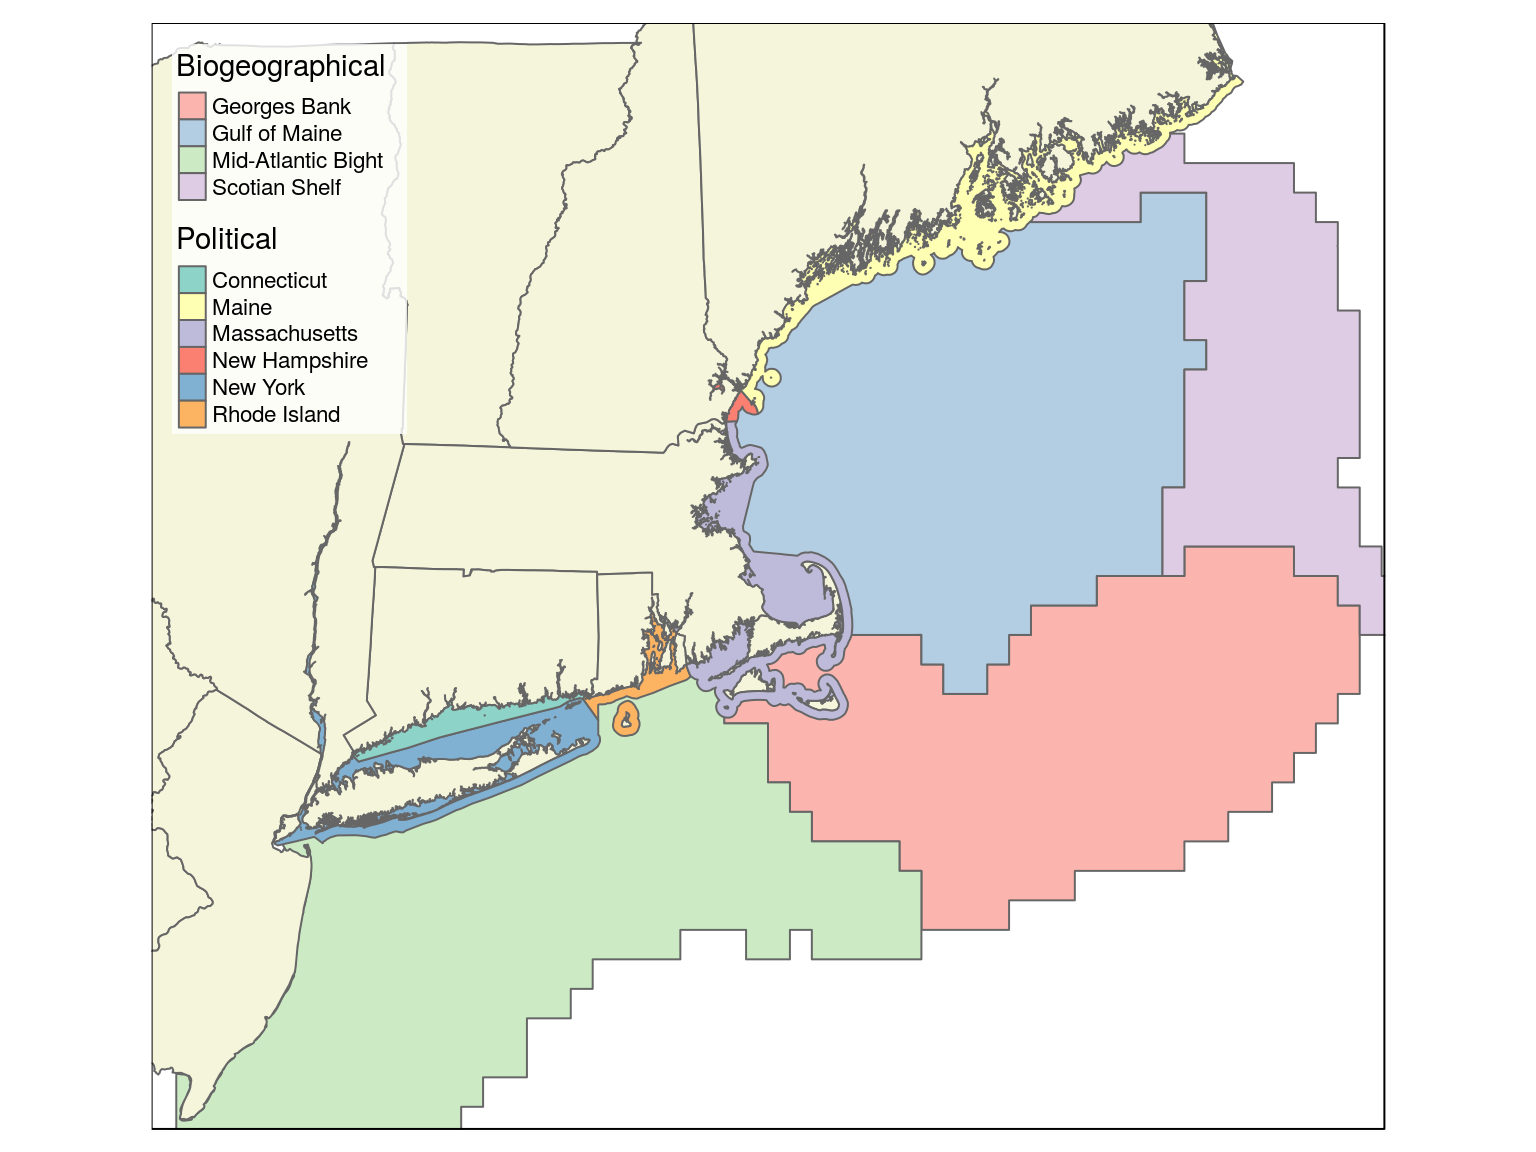 Biogeographical
Georges Bank
Gulf of Maine
Mid-Atlantic Bight
Scotian Shelf
Political
Connecticut
Maine
Massachusetts
New Hampshire
New York
Rhode Island